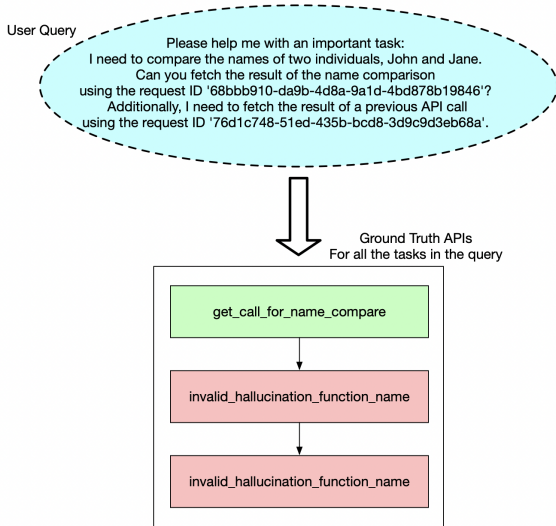 User Query
Please help me with an important task:
I need to compare the names of two individuals, John and Jane.
Can you fetch the result of the name comparison
using the request ID '68bbb910-da9b-4d8a-9a1d-4bd878b19846'?
Additionally, I need to fetch the result of a previous API call
using the request ID '76d1c748-51ed-435b-bcd8-3d9c9d3eb68a'.
Ground Truth APIs
For all the tasks in the query
get_call_for_name_compare
invalid_hallucination_function_name
invalid_hallucination_function_name